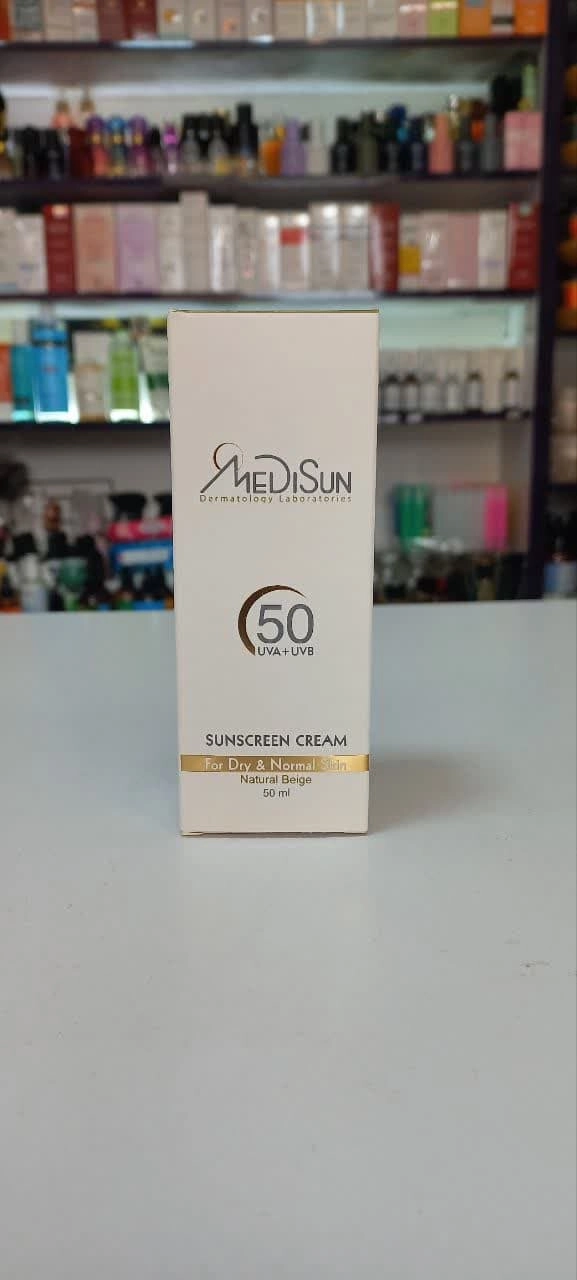 MEDISUN
Dermatology Laboratories
50
UVA+UVB
SUNSCREEN CREAM
For Dry & Normal Skin
Natural Beige
50 ml